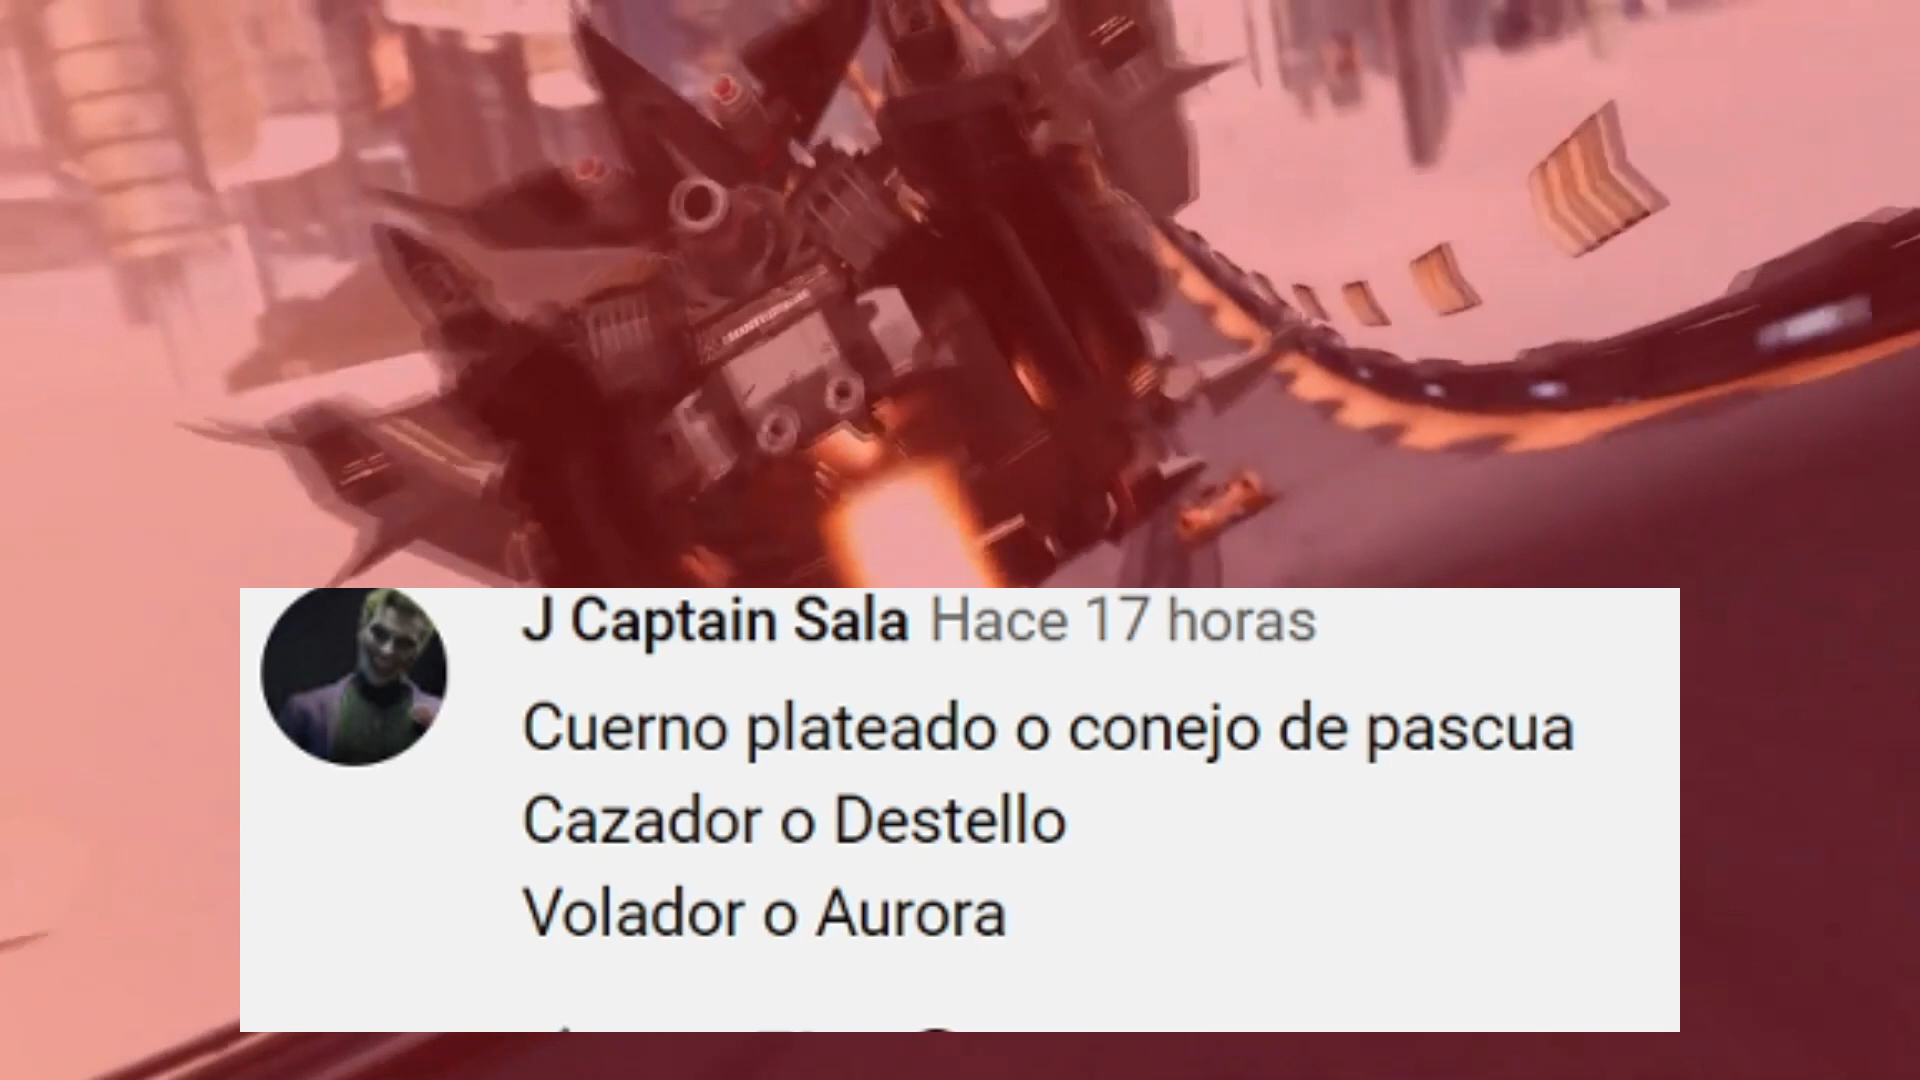 J Captain Sala Hace 17 horas
Cuerno plateado o conejo de pascua
Cazador o Destello
Volador o Aurora